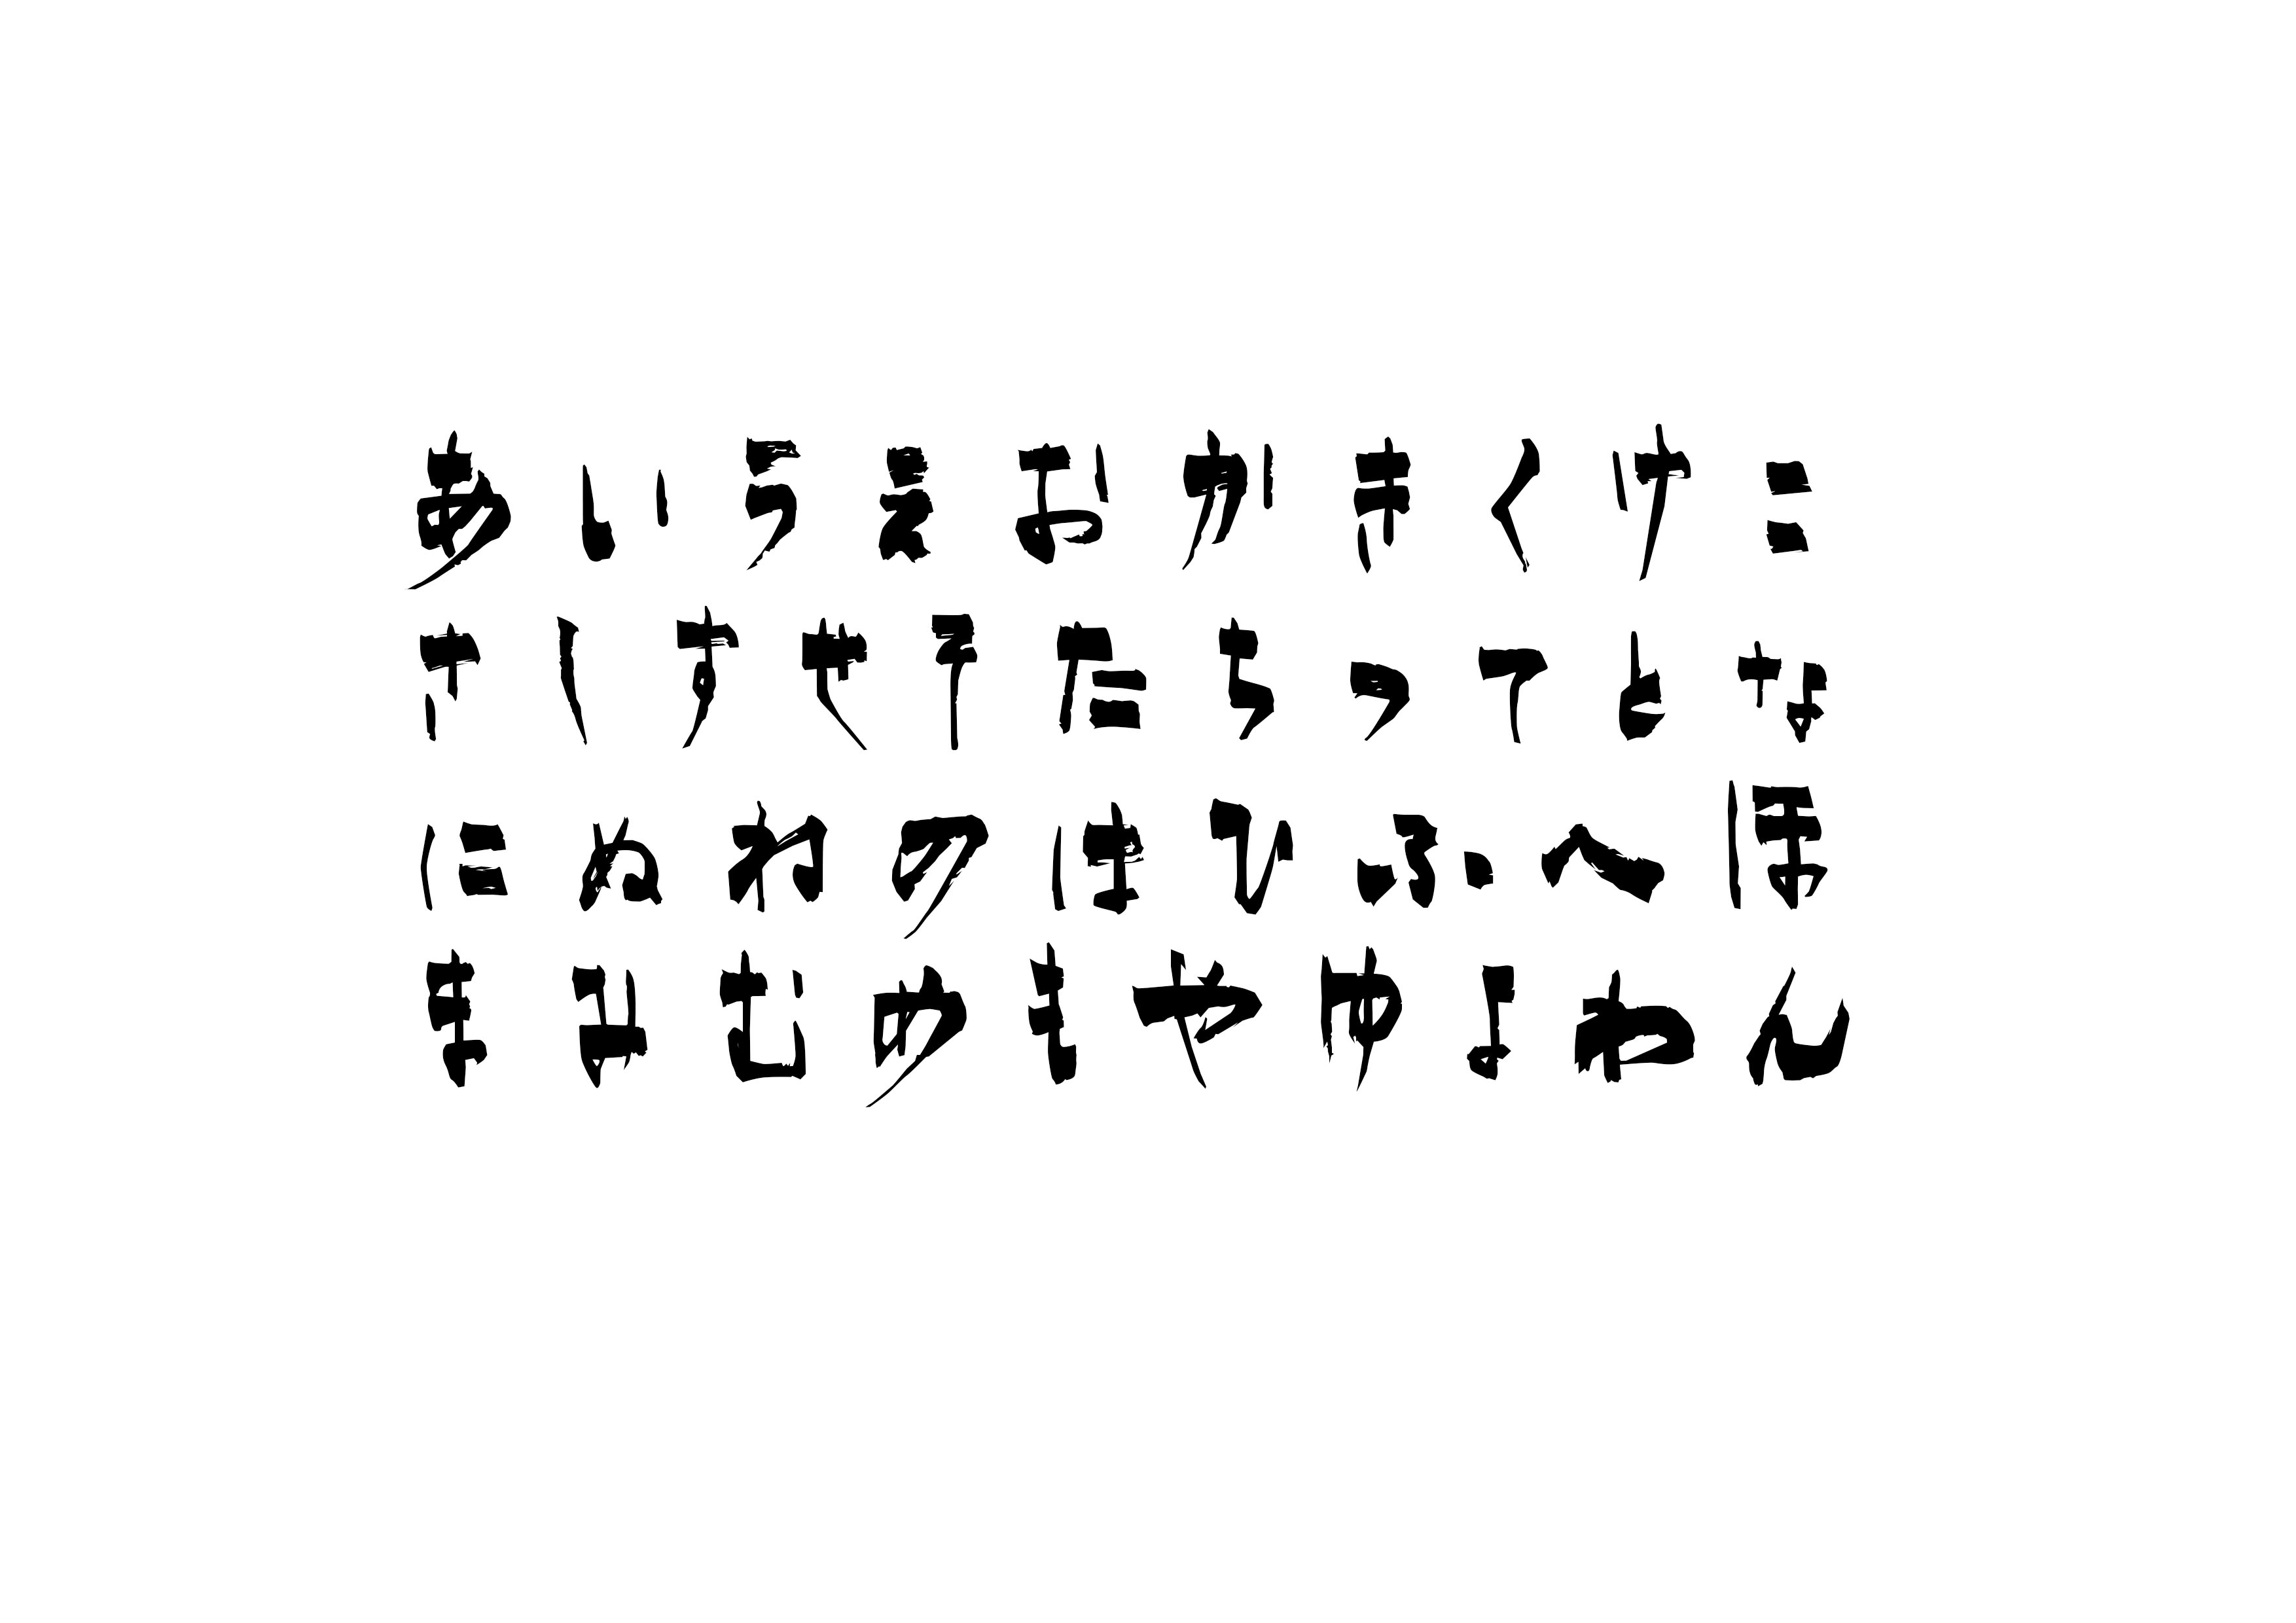 あいうえおかきくけこ
さしすせそたちつてとな
にぬねのはひふへほ
まみむめもやゆよわん